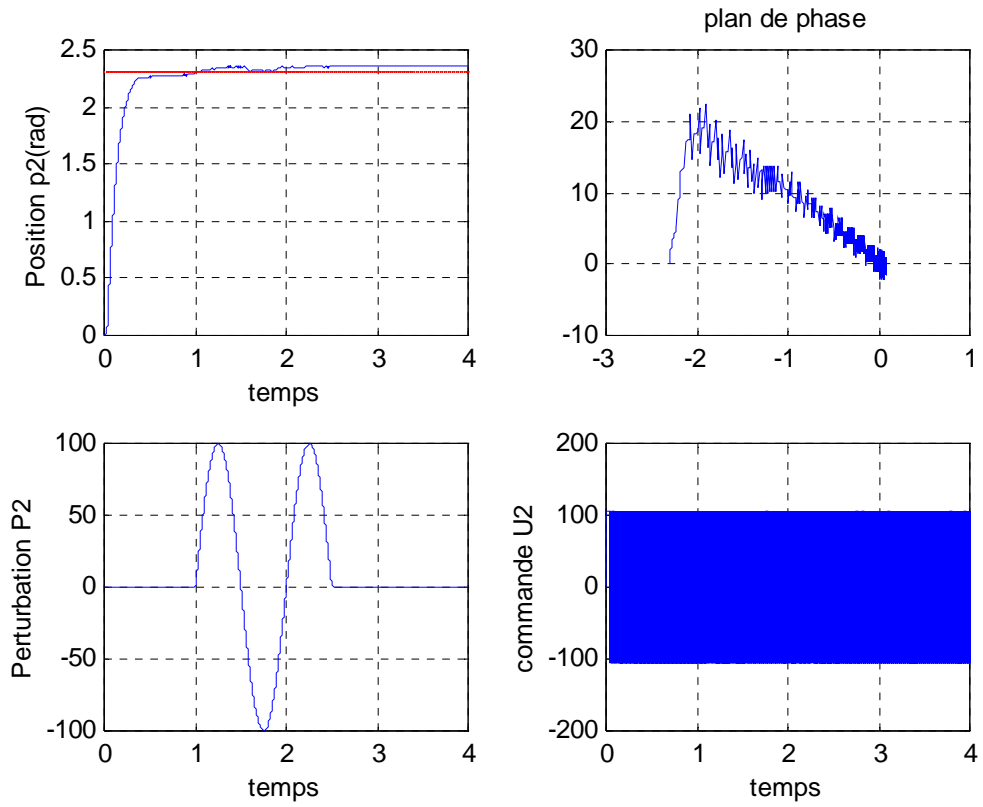 plan de phase
2.5
2
1.5
1
0.5
0
Position p2(rad)
0 1 2 3 4
temps
30
20
10
0
-10
-3 -2 -1 0 1
100
50
0
-50
-100
Perturbation P2
0 1 2 3 4
temps
200
100
0
-100
-200
commande U2
0 1 2 3 4
temps